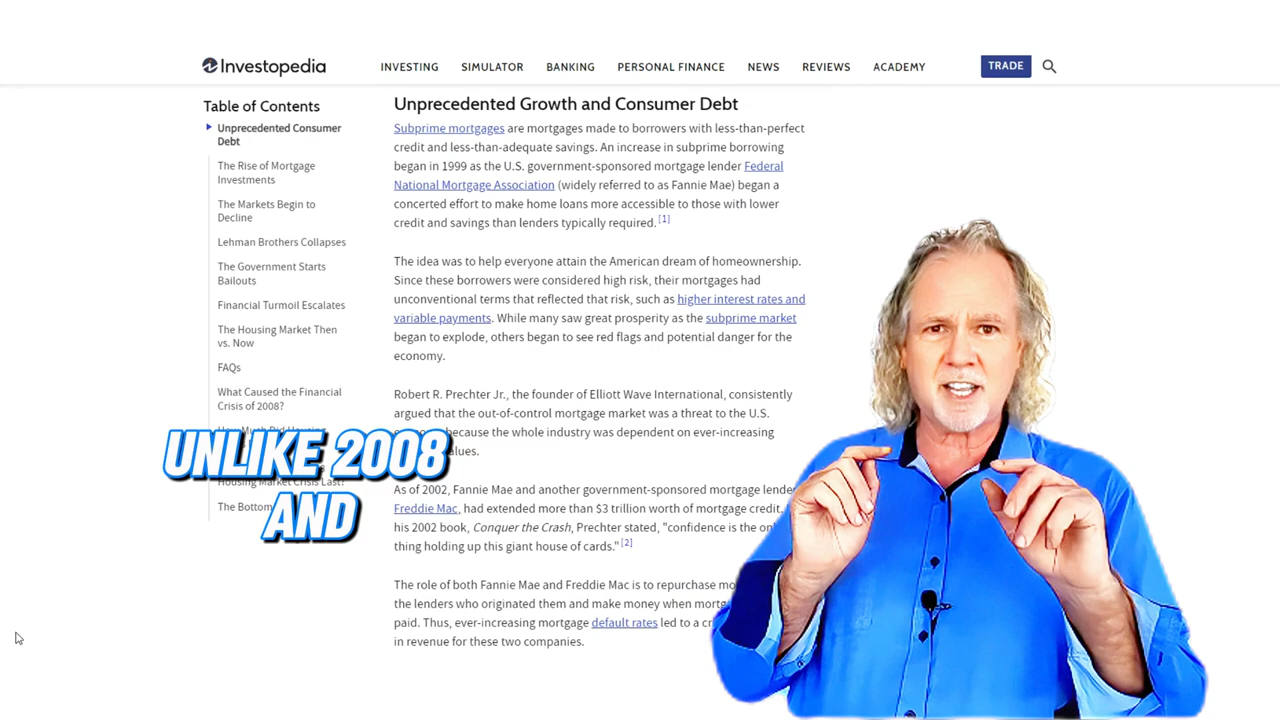 Investopedia
INVESTING SIMULATOR BANKING PERSONAL FINANCE NEWS REVIEWS ACADEMY TRADE
Table of Contents
Unprecedented Consumer
Debt
The Rise of Mortgage
Investments
The Markets Begin to
Decline
Lehman Brothers Collapses
The Government Starts
Bailouts
Financial Turmoil Escalates
The Housing Market Then
vs. Now
FAQs
What Caused the Financial
Crisis of 2008?
Housing Market Crisis Last?
The Bottom
UNLIKE 2008
AND
Unprecedented Growth and Consumer Debt
Subprime mortgages are mortgages made to borrowers with less-than-perfect
credit and less-than-adequate savings. An increase in subprime borrowing
began in 1999 as the U.S. government-sponsored mortgage lender Federal
National Mortgage Association (widely referred to as Fannie Mae) began a
concerted effort to make home loans more accessible to those with lower
credit and savings than lenders typically required. [1]
The idea was to help everyone attain the American dream of homeownership.
Since these borrowers were considered high risk, their mortgages had
unconventional terms that reflected that risk, such as higher interest rates and
variable payments. While many saw great prosperity as the subprime market
began to explode, others began to see red flags and potential danger for the
economy.
Robert R. Prechter Jr., the founder of Elliott Wave International, consistently
argued that the out-of-control mortgage market was a threat to the U.S.
because the whole industry was dependent on ever-increasing
As of 2002, Fannie Mae and another government-sponsored mortgage
Freddie Mac, had extended more than $3 trillion worth of mortgage credit.
his 2002 book, Conquer the Crash, Prechter stated, "confidence is the
thing holding up this giant house of cards." [2]
The role of both Fannie Mae and Freddie Mac is to repurchase
the lenders who originated them and make money when
paid. Thus, ever-increasing mortgage default rates led to a
in revenue for these two companies.